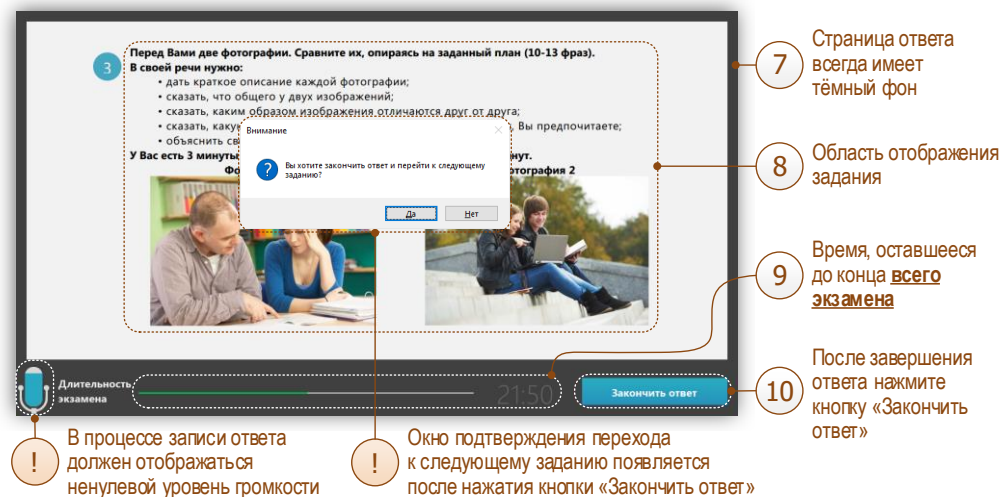 3
Перед Вами две фотографии. Сравните их, опираясь на заданный план (10-13 фраз).
В своей речи нужно:
• дать краткое описание каждой фотографии;
• сказать, что общего у двух изображений;
• сказать, каким образом изображения отличаются друг от друга;
• сказать, Вы предпочитаете;
• объяснить
У Вас есть 3 минуты
Фотография 2
Внимание
Вы хотите закончить ответ и перейти к следующему
заданию?
Да
Нет
Длительность
экзамена
21:50
Закончить ответ
7
Страница ответа
всегда имеет
тёмный фон
8
Область отображения
задания
9
Время, оставшееся
до конца всего
экзамена
10
После завершения
ответа нажмите
кнопку «Закончить
ответ»
!
В процессе записи ответа
должен отображаться
ненулевой уровень громкости
!
Окно подтверждения перехода
к следующему заданию появляется
после нажатия кнопки «Закончить ответ»